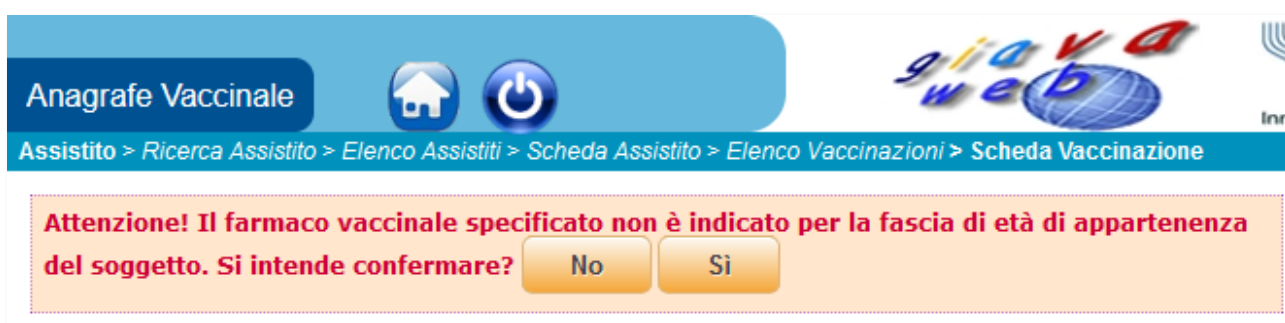 giava
web
Anagrafe Vaccinale
Assistito > Ricerca Assistito > Elenco Assistiti > Scheda Assistito > Elenco Vaccinazioni > Scheda Vaccinazione
Attenzione! Il farmaco vaccinale specificato non è indicato per la fascia di età di appartenenza
del soggetto. Si intende confermare? No Sì